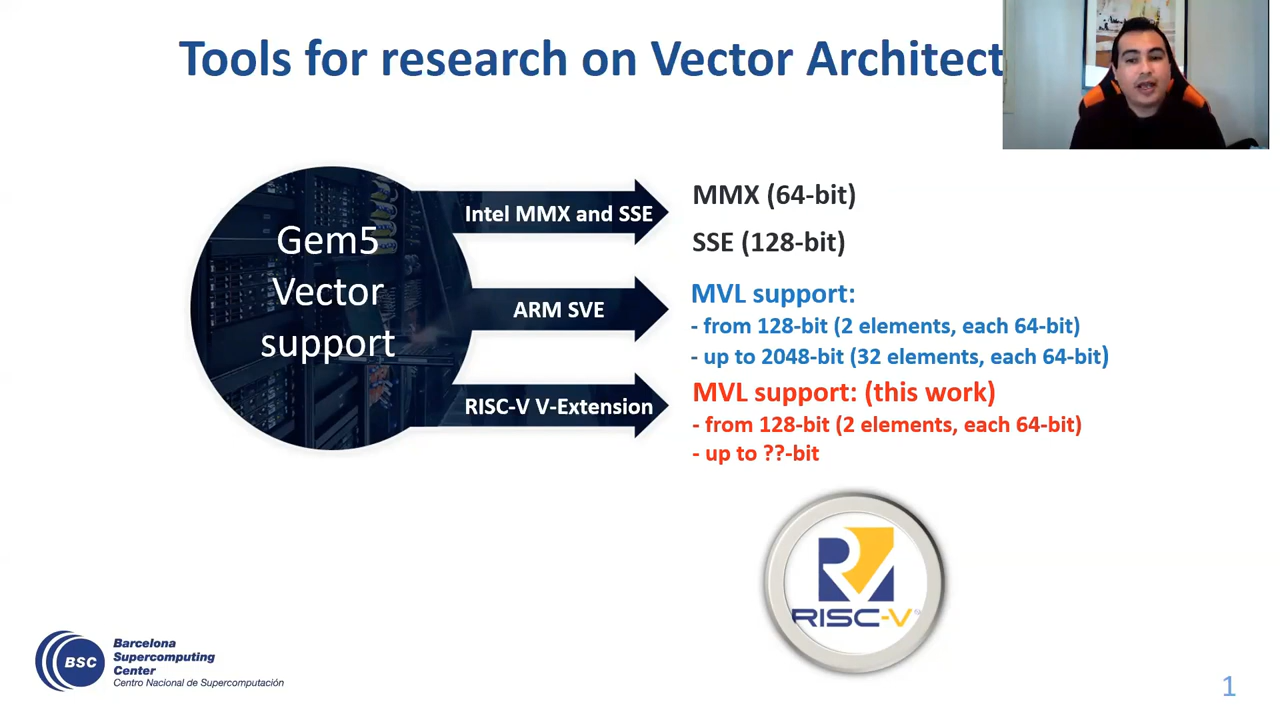 Tools for research on Vector Architect
Gem5
Vector
support
Intel MMX and SSE
MMX (64-bit)
SSE (128-bit)
ARM SVE
MVL support:
- from 128-bit (2 elements, each 64-bit)
- up to 2048-bit (32 elements, each 64-bit)
RISC-V V-Extension
MVL support: (this work)
- from 128-bit (2 elements, each 64-bit)
- up to ??-bit
RISC-V
BSC
Barcelona
Supercomputing
Center
Centro Nacional de Supercomputación
1